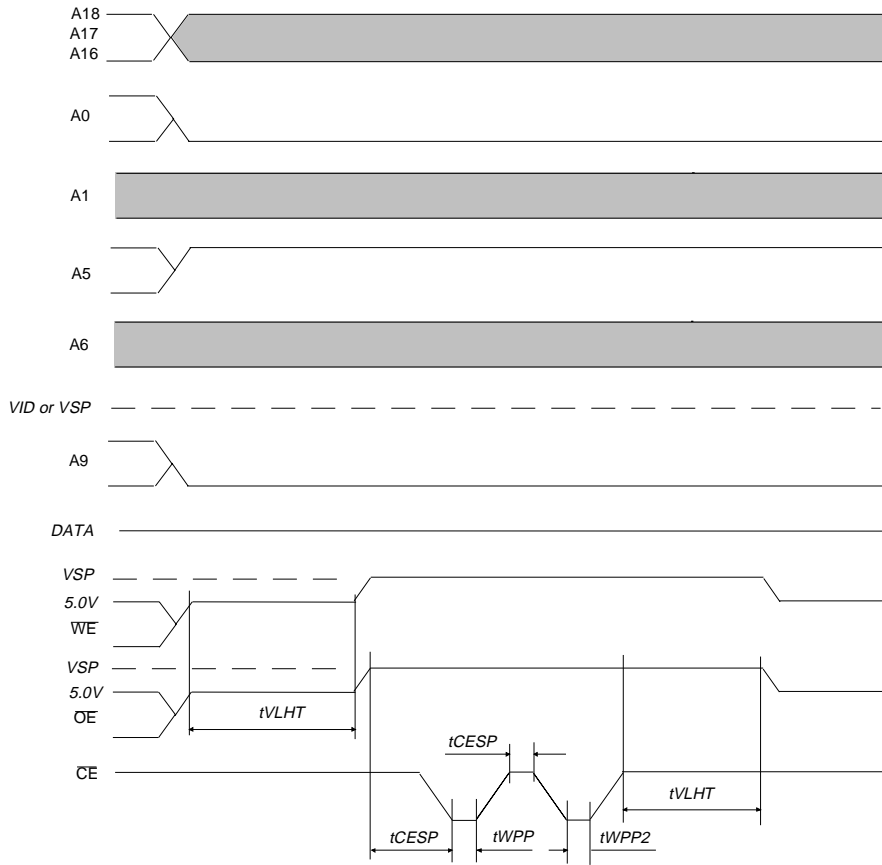 A18
A17
A16
A0
A1
A5
A6
VID or VSP
A9
DATA
VSP
5.0V
WE
VSP
5.0V
OE
tVLHT
tCESP
CE
tVLHT
tCESP
tWPP
tWPP2